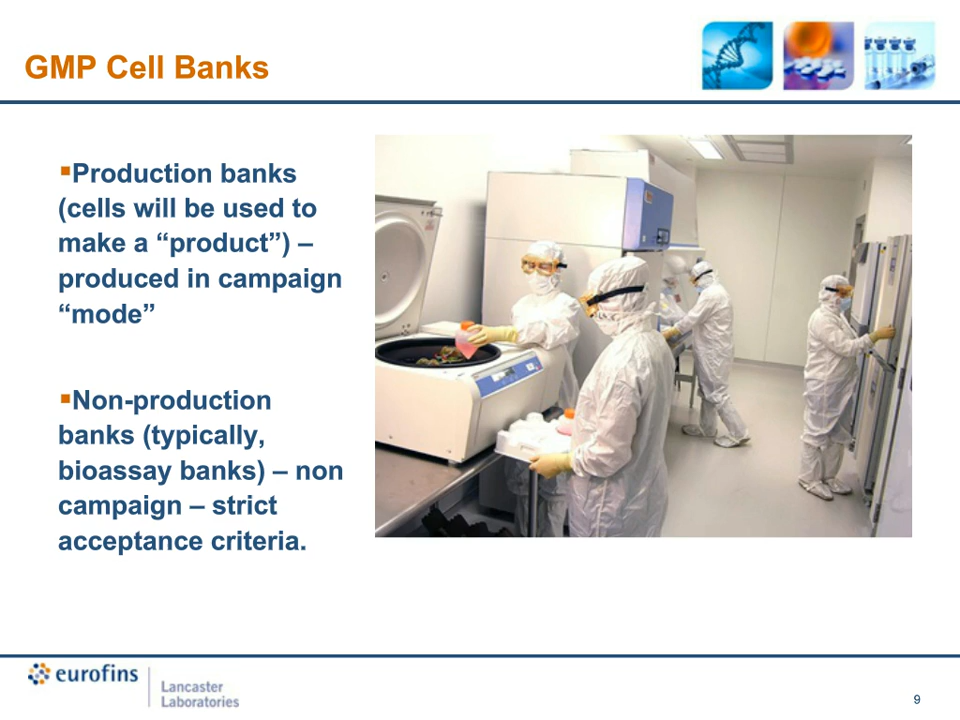 GMP Cell Banks
▪Production banks
(cells will be used to
make a “product”) –
produced in campaign
“mode”
▪Non-production
banks (typically,
bioassay banks) – non
campaign – strict
acceptance criteria.
eurofins
Lancaster
Laboratories
9